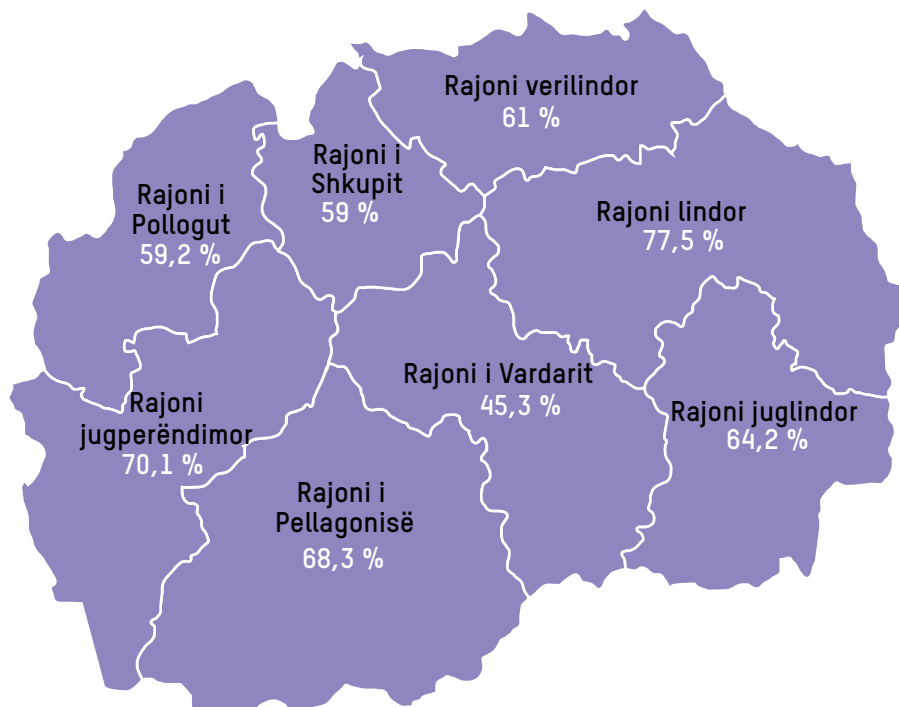 Rajoni verilindor
61 %
Rajoni i
Shkupit
59 %
Rajoni i
Pollogut
59,2 %
Rajoni lindor
77,5 %
Rajoni i Vardarit
45,3 %
Rajoni
jugperëndimor
70,1 %
Rajoni juglindor
64,2 %
Rajoni i
Pellagonisë
68,3 %